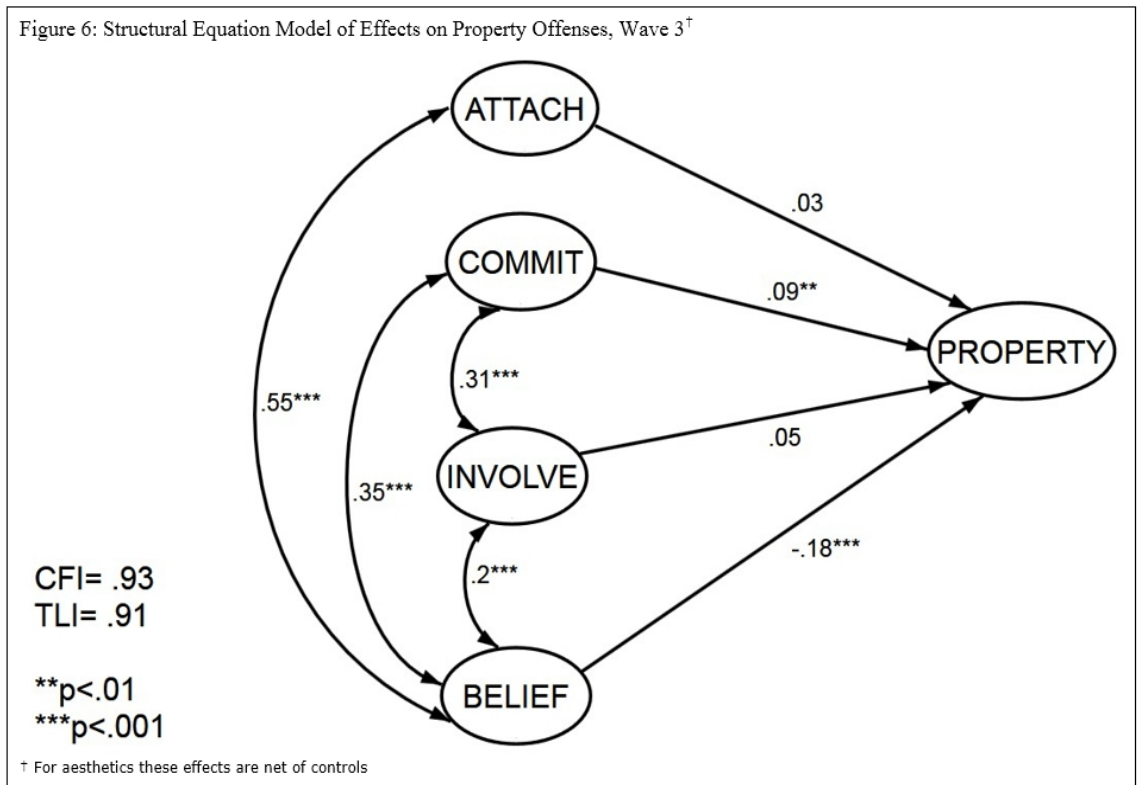 Figure 6: Structural Equation Model of Effects on Property Offenses, Wave 3†
ATTACH
.03
COMMIT
.09**
PROPERTY
.31***
.55***
.05
INVOLVE
.35***
-.18***
.2***
CFI= .93
TLI= .91
BELIEF
**p<.01
***p<.001
† For aesthetics these effects are net of controls